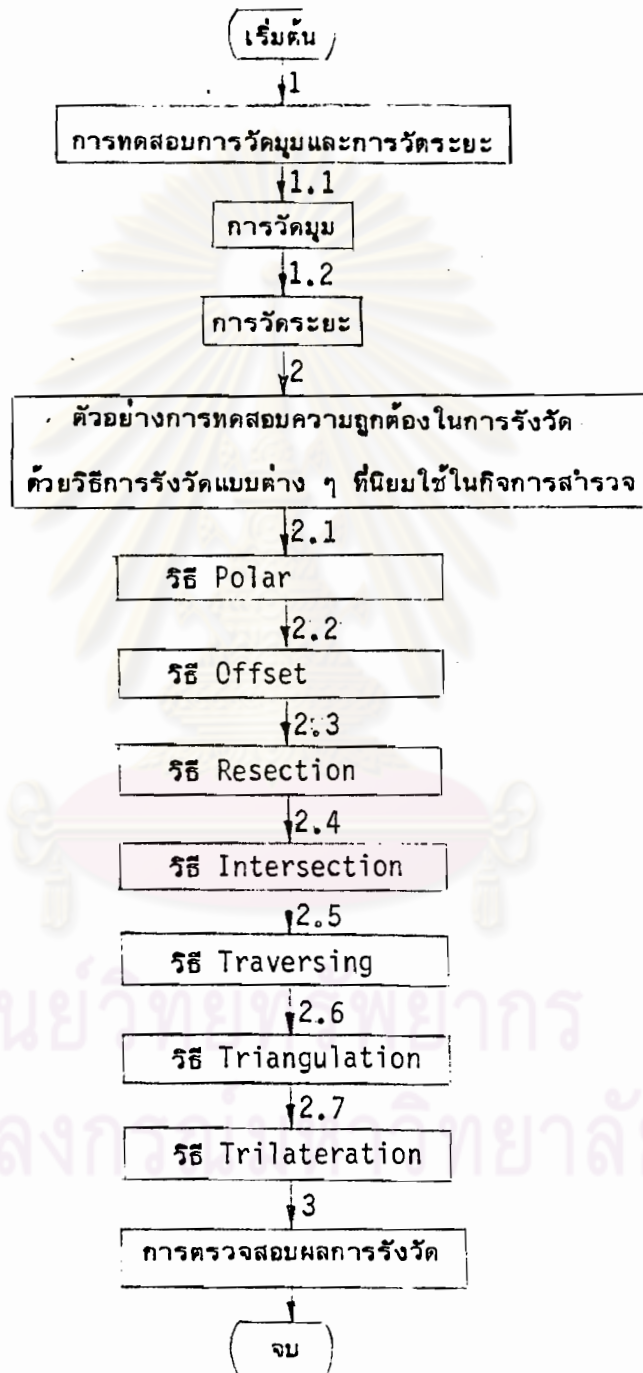 เริ่มต้น
1
การทดสอบการวัดมุมและการวัดระยะ
1.1
การวัดมุม
1.2
การวัดระยะ
2
ตัวอย่างการทดสอบความถูกต้องในการรังวัด
ด้วยวิธีการรังวัดแบบต่าง ๆ ที่นิยมใช้ในกิจการสำรวจ
2.1
วิธี Polar
2.2
วิธี Offset
2.3
วิธี Resection
2.4
วิธี Intersection
2.5
วิธี Traversing
2.6
วิธี Triangulation
2.7
วิธี Trilateration
3
การตรวจสอบผลการรังวัด
จบ